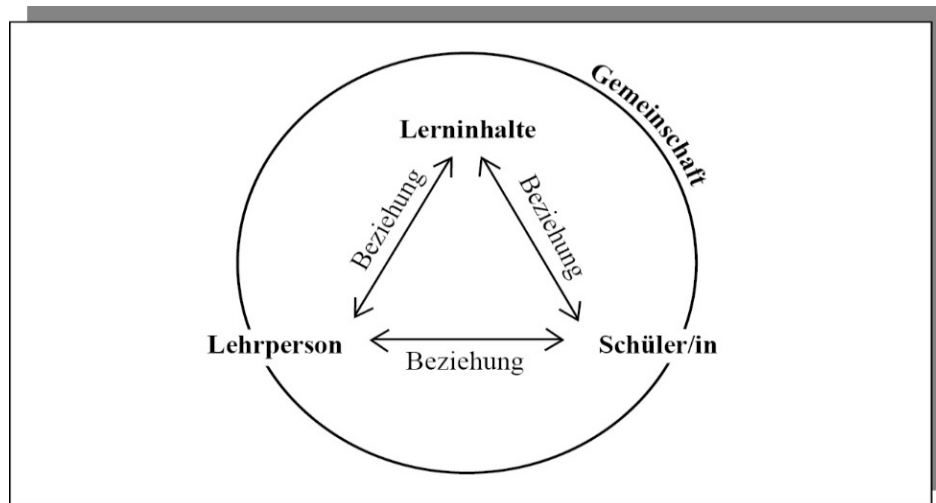 Gemeinschaft
Lerninhalte
Beziehung
Beziehung
Lehrperson
Schüler/in
Beziehung